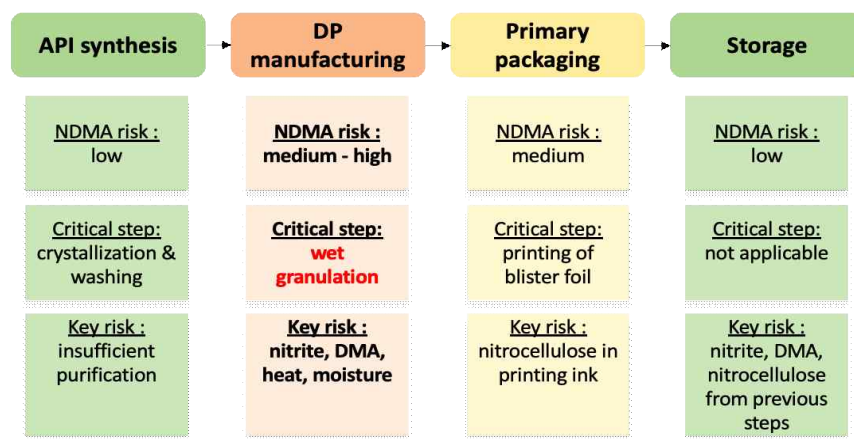 API synthesis
DP
manufacturing
Primary
packaging
Storage
NDMA risk :
low
NDMA risk :
medium - high
NDMA risk :
medium
NDMA risk :
low
Critical step:
crystallization &
washing
Critical step:
wet
granulation
Critical step:
printing of
blister foil
Critical step:
not applicable
Key risk :
insufficient
purification
Key risk :
nitrite, DMA,
heat, moisture
Key risk :
nitrocellulose in
printing ink
Key risk :
nitrite, DMA,
nitrocellulose
from previous
steps